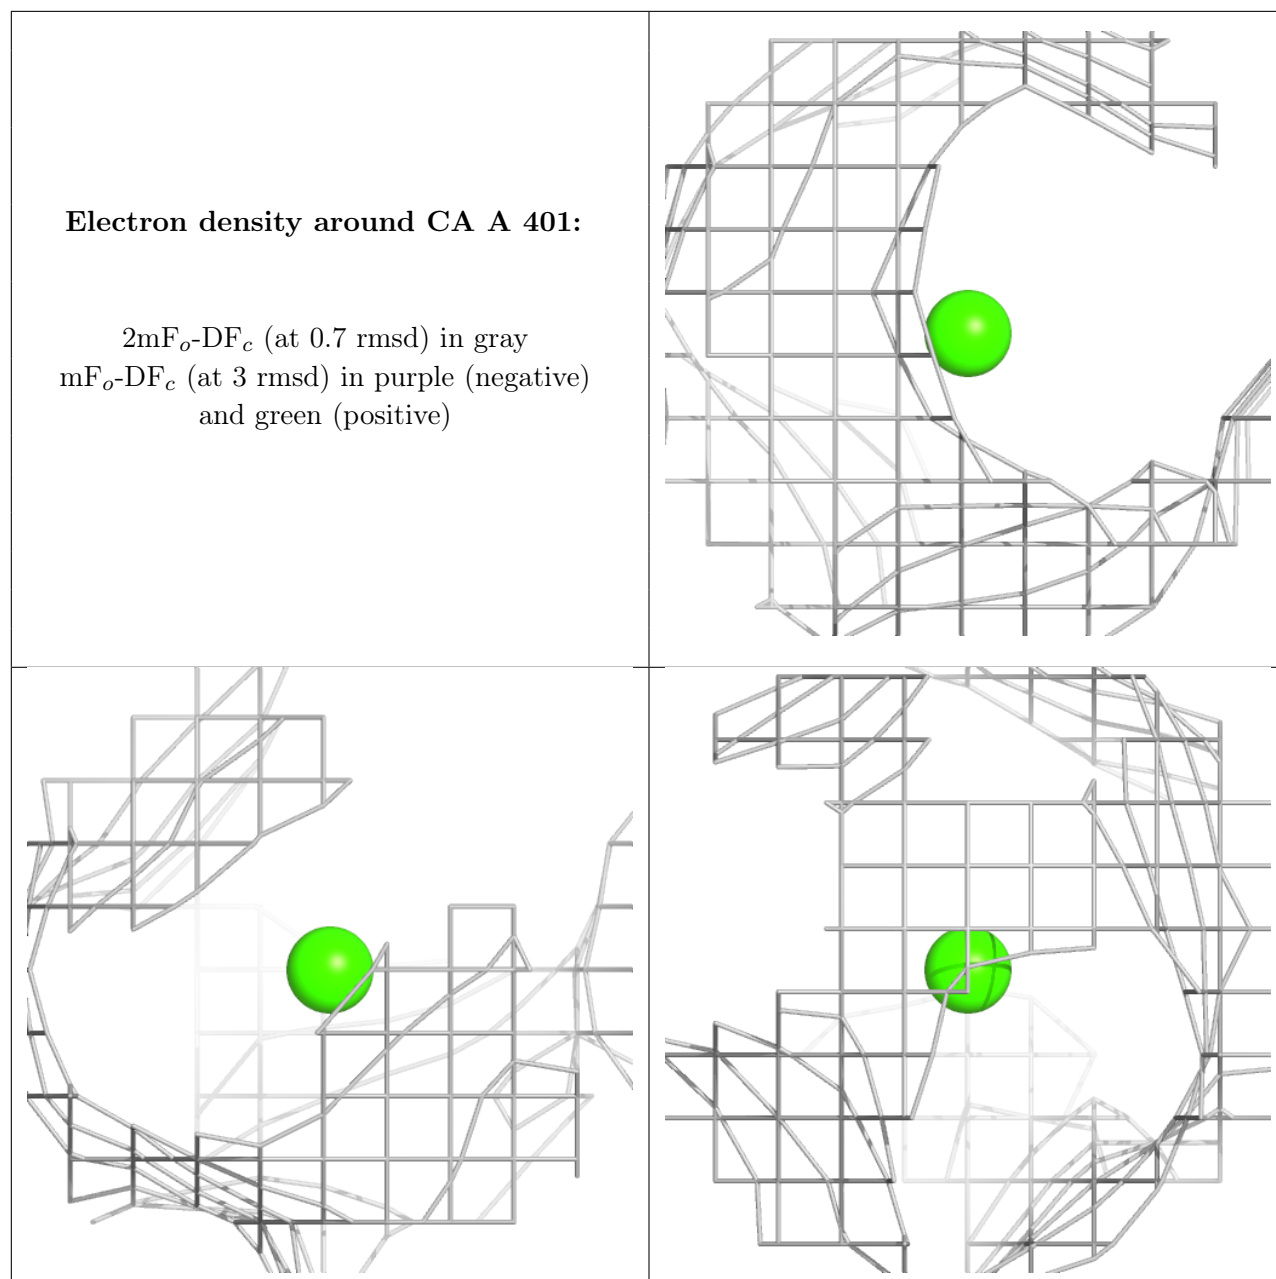 Electron density around CA A 401:
2mFo-DFc (at 0.7 rmsd) in gray
mFo-DFc (at 3 rmsd) in purple (negative)
and green (positive)